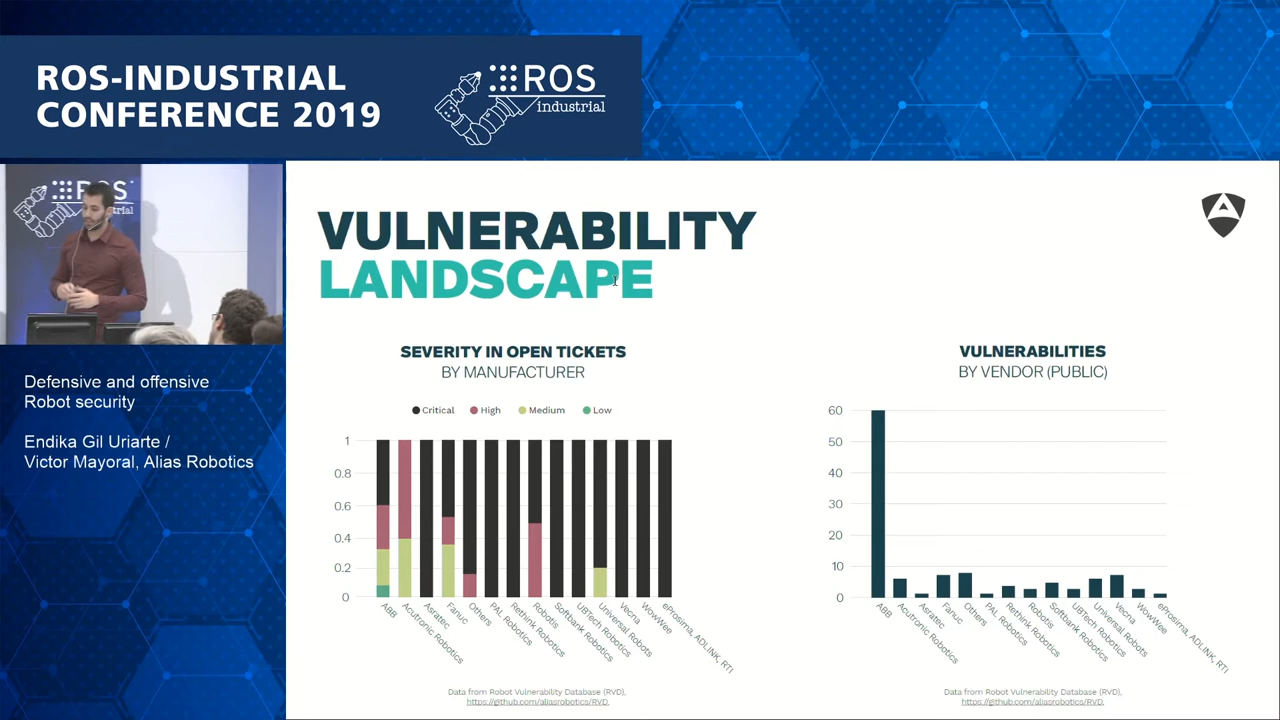 ROS-INDUSTRIAL
CONFERENCE 2019
ROS
industrial
ROS
trial
Defensive and offensive
Robot security
Endika Gil Uriarte /
Victor Mayoral, Alias Robotics
VULNERABILITY
LANDSCAPE
SEVERITY IN OPEN TICKETS
BY MANUFACTURER
Critical High Medium Low
1
0.8
0.6
0.4
0.2
0
ABB
Acutronic Robotics
Asratec
Fanuc
Others
PAL Robotics
Rethink Robotics
Robotis
Softbank Robotics
UBTech Robotics
Universal Robots
Vecna
WowWee
eProsima, ADLINK, RTI
Data from Robot Vulnerability Database (RVD),
https://github.com/aliasrobotics/RVD.
VULNERABILITIES
BY VENDOR (PUBLIC)
60
50
40
30
20
10
0
ABB
Acutronic Robotics
Asratec
Fanuc
Others
PAL Robotics
Rethink Robotics
Robotis
Softbank Robotics
UBTech Robotics
Universal Robots
Vecna
WowWee
eProsima, ADLINK, RTI
Data from Robot Vulnerability Database (RVD),
https://github.com/aliasrobotics/RVD.